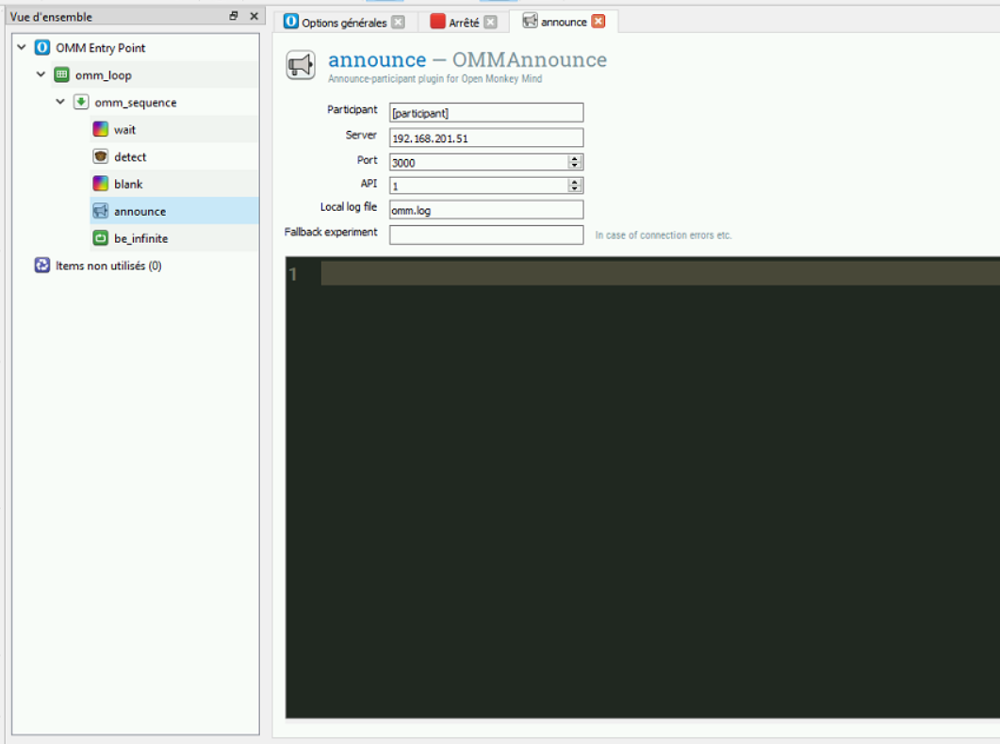 Vue d'ensemble
OMM Entry Point
omm_loop
omm_sequence
wait
detect
blank
announce
be_infinite
Items non utilisés (0)
Options générales
Arrêté
announce
announce – OMMAnnounce
Announce-participant plugin for Open Monkey Mind
Participant [participant]
Server 192.168.201.51
Port 3000
API 1
Local log file omm.log
Fallback experiment In case of connection errors etc.
1